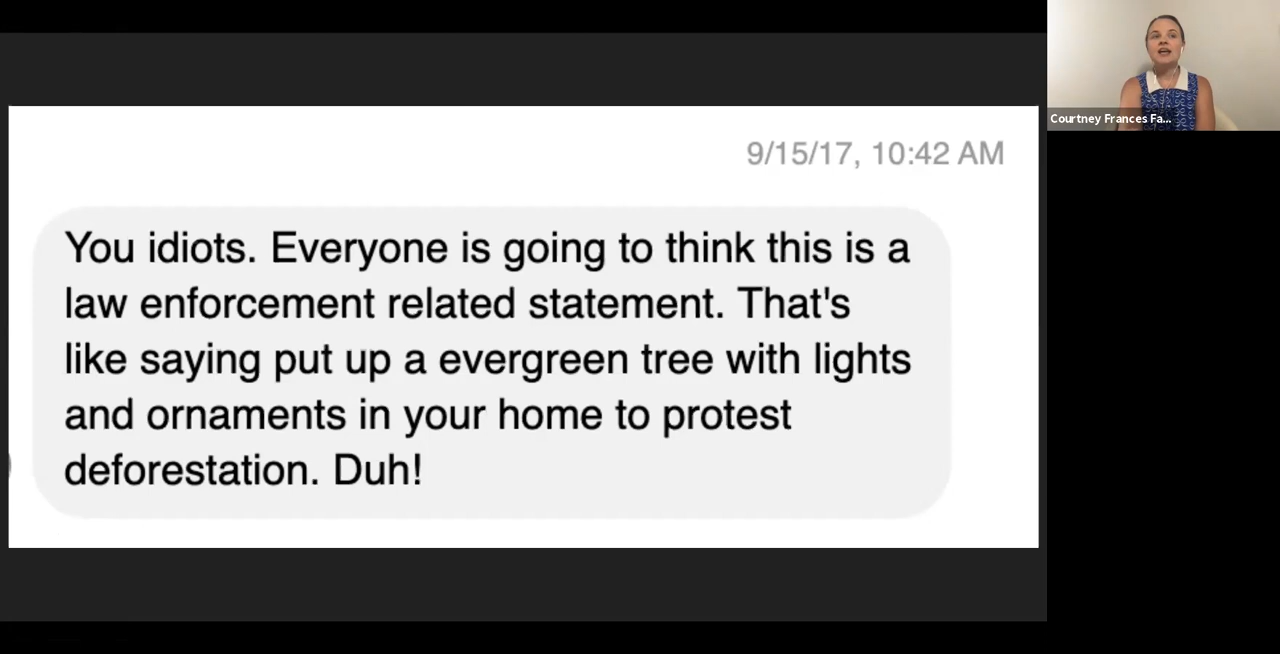 9/15/17, 10:42 AM
You idiots. Everyone is going to think this is a
law enforcement related statement. That's
like saying put up a evergreen tree with lights
and ornaments in your home to protest
deforestation. Duh!
Courtney Frances Fa...